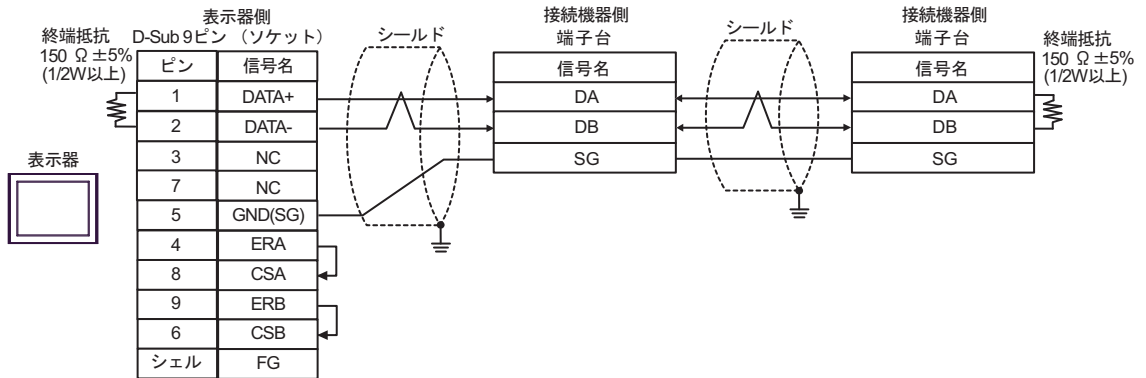 表示器側
D-Sub 9ピン (ソケット)
終端抵抗
150 Ω ±5%
(1/2W以上)
ピン 信号名
1 DATA+
2 DATA-
3 NC
7 NC
5 GND(SG)
4 ERA
8 CSA
9 ERB
6 CSB
シェル FG
表示器
シールド
接続機器側
端子台
信号名
DA
DB
SG
シールド
接続機器側
端子台
信号名
DA
DB
SG
終端抵抗
150 Ω ±5%
(1/2W以上)